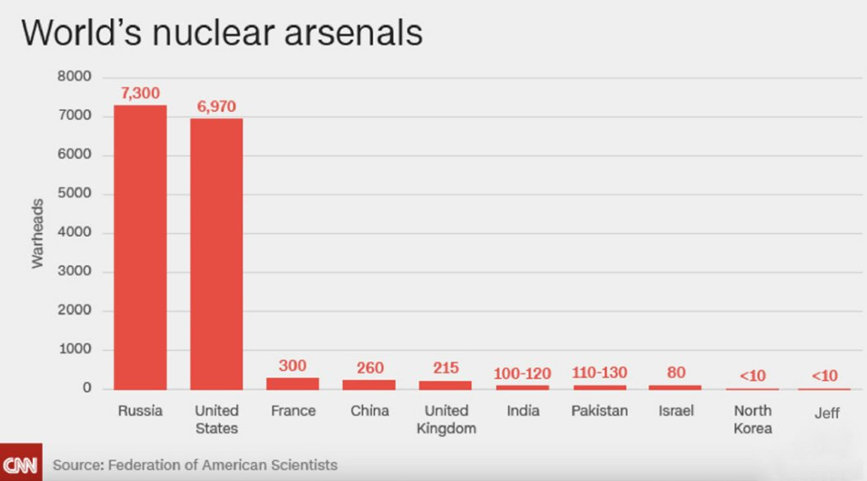 World's nuclear arsenals
Warheads
8000
7000
6000
5000
4000
3000
2000
1000
0
7,300
6,970
300
260
215
100-120
110-130
80
<10
<10
Russia
United
States
France
China
United
Kingdom
India
Pakistan
Israel
North
Korea
Jeff
CNN
Source: Federation of American Scientists